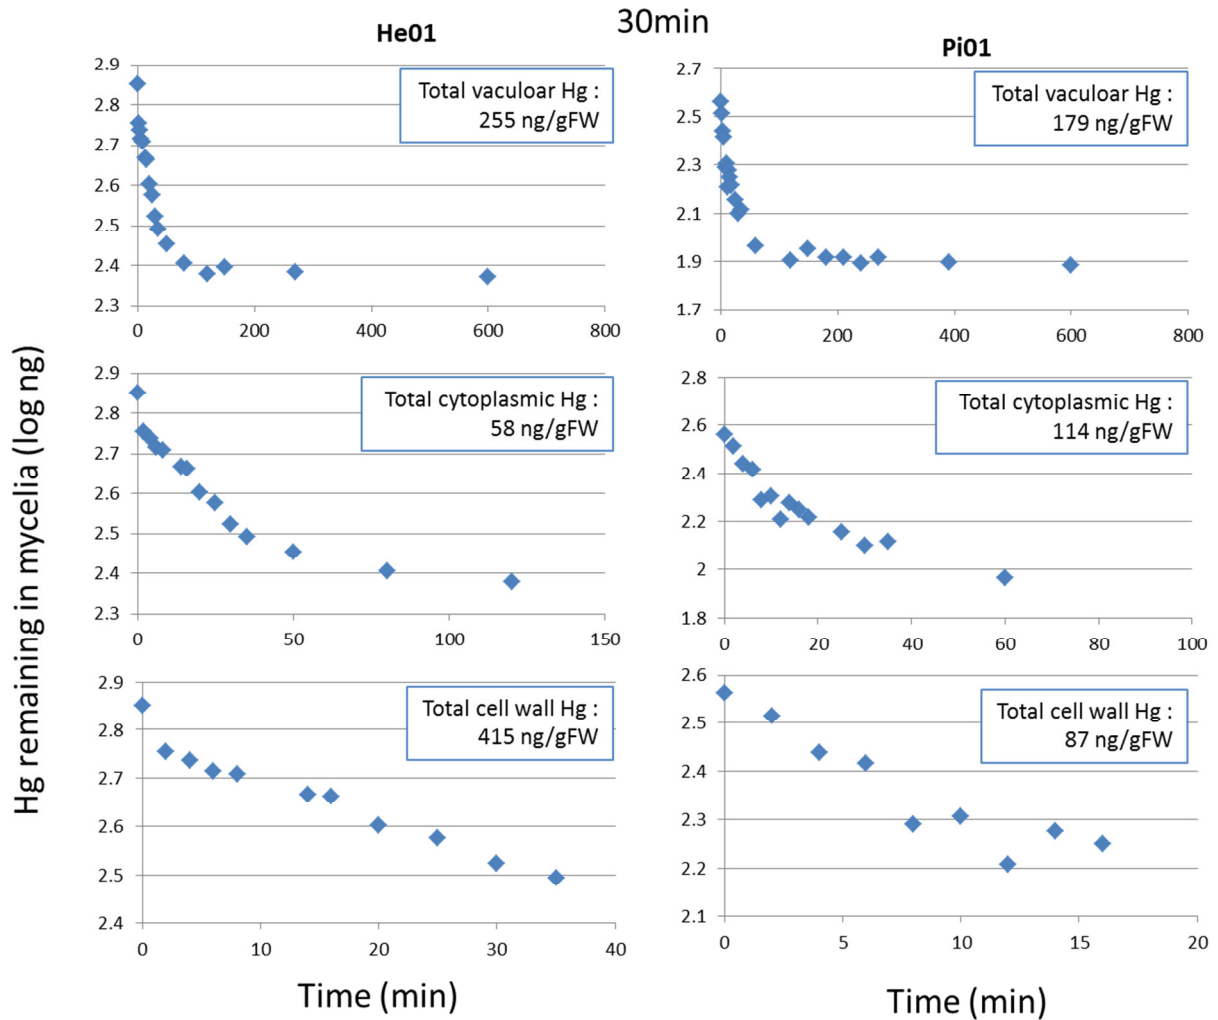 30min
He01
Pi01
Hg remaining in mycelia (log ng)
Total vaculoar Hg :
255 ng/gFW
2.9
2.8
2.7
2.6
2.5
2.4
2.3
0 200 400 600 800
Total vaculoar Hg :
179 ng/gFW
2.7
2.5
2.3
2.1
1.9
1.7
0 200 400 600 800
Total cytoplasmic Hg :
58 ng/gFW
2.9
2.8
2.7
2.6
2.5
2.4
2.3
0 50 100 150
Total cytoplasmic Hg :
114 ng/gFW
2.8
2.6
2.4
2.2
2
1.8
0 20 40 60 80 100
Total cell wall Hg :
415 ng/gFW
2.9
2.8
2.7
2.6
2.5
2.4
0 10 20 30 40
Time (min)
Total cell wall Hg :
87 ng/gFW
2.6
2.5
2.4
2.3
2.2
2.1
0 5 10 15 20
Time (min)